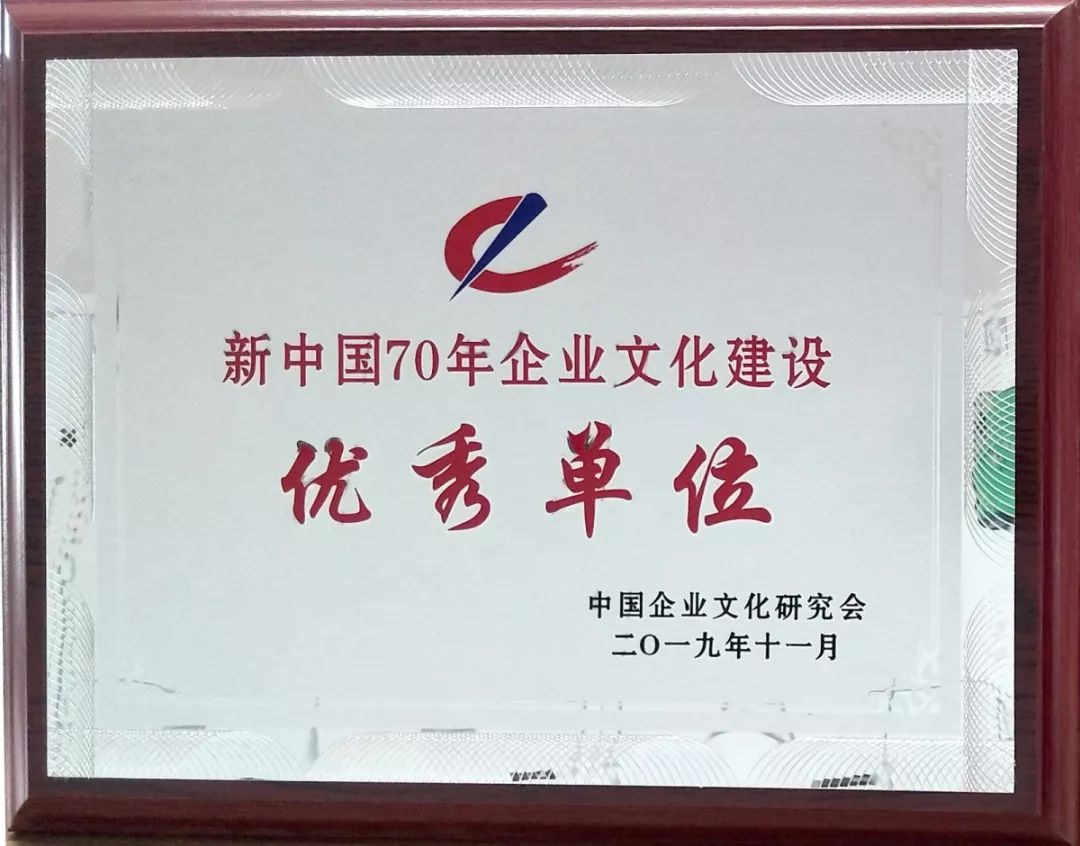 新中国70年企业文化建设
优秀单位
中国企业文化研究会
二〇一九年十一月